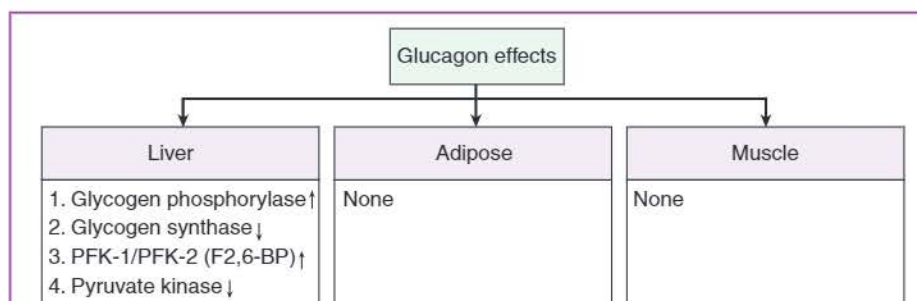 Glucagon effects
Liver
Adipose
Muscle
1. Glycogen phosphorylase↑
2. Glycogen synthase↓
3. PFK-1/PFK-2 (F2,6-BP)↑
4. Pyruvate kinase↓
None
None